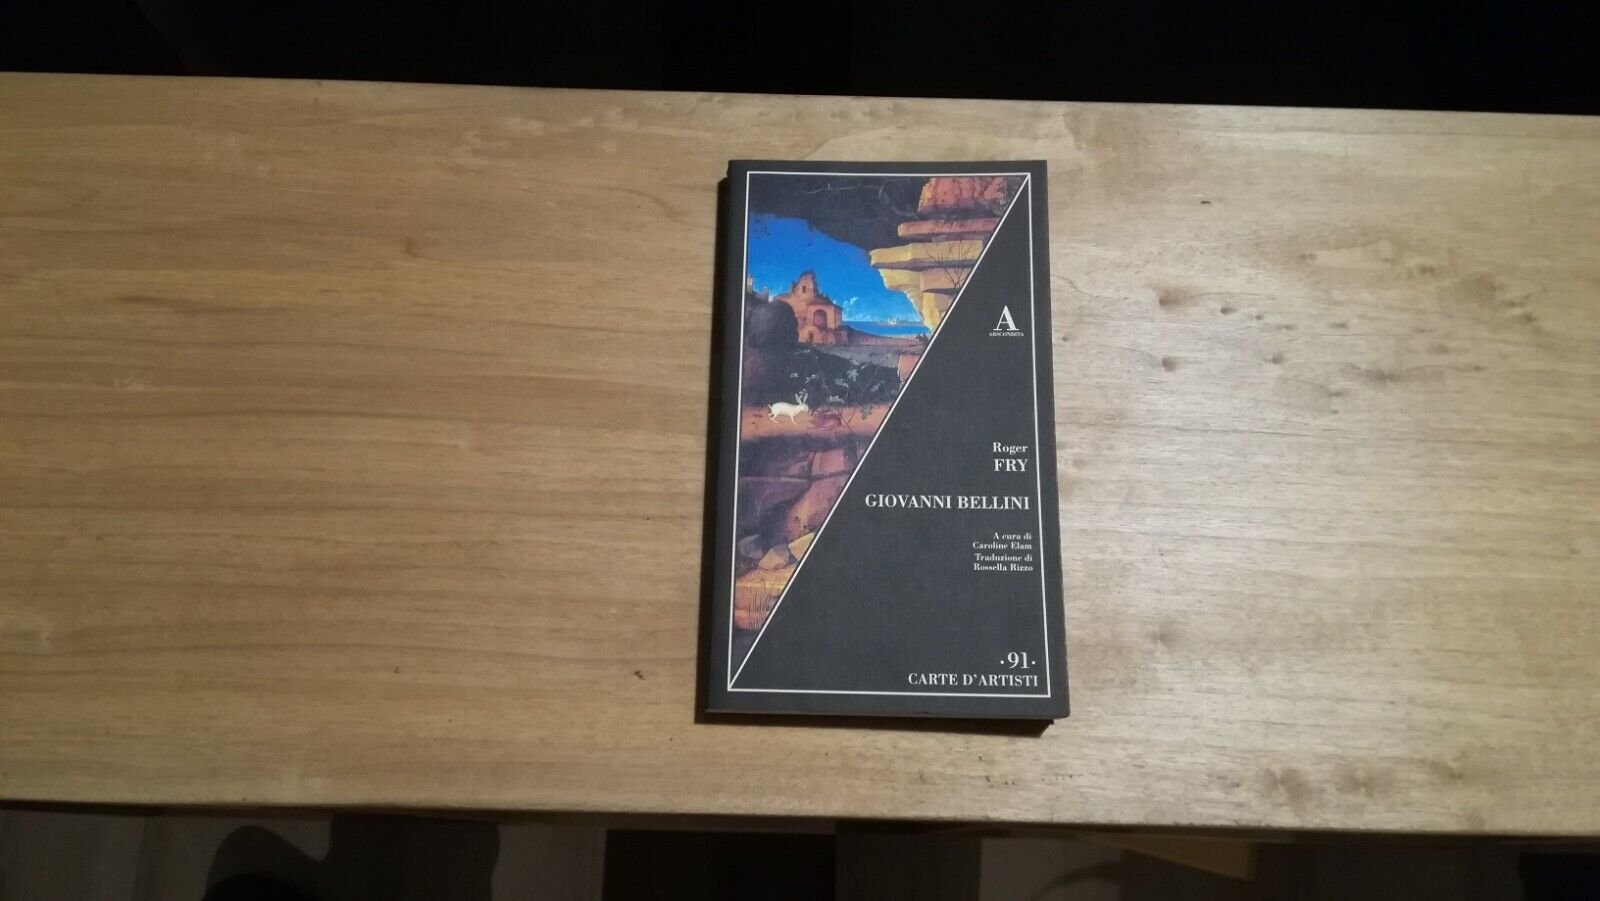 A
ABSCONDITA
Roger
FRY
GIOVANNI BELLINI
A cura di
Caroline Elam
Traduzione di
Rossella Rizzo
·91·
CARTE D'ARTISTI